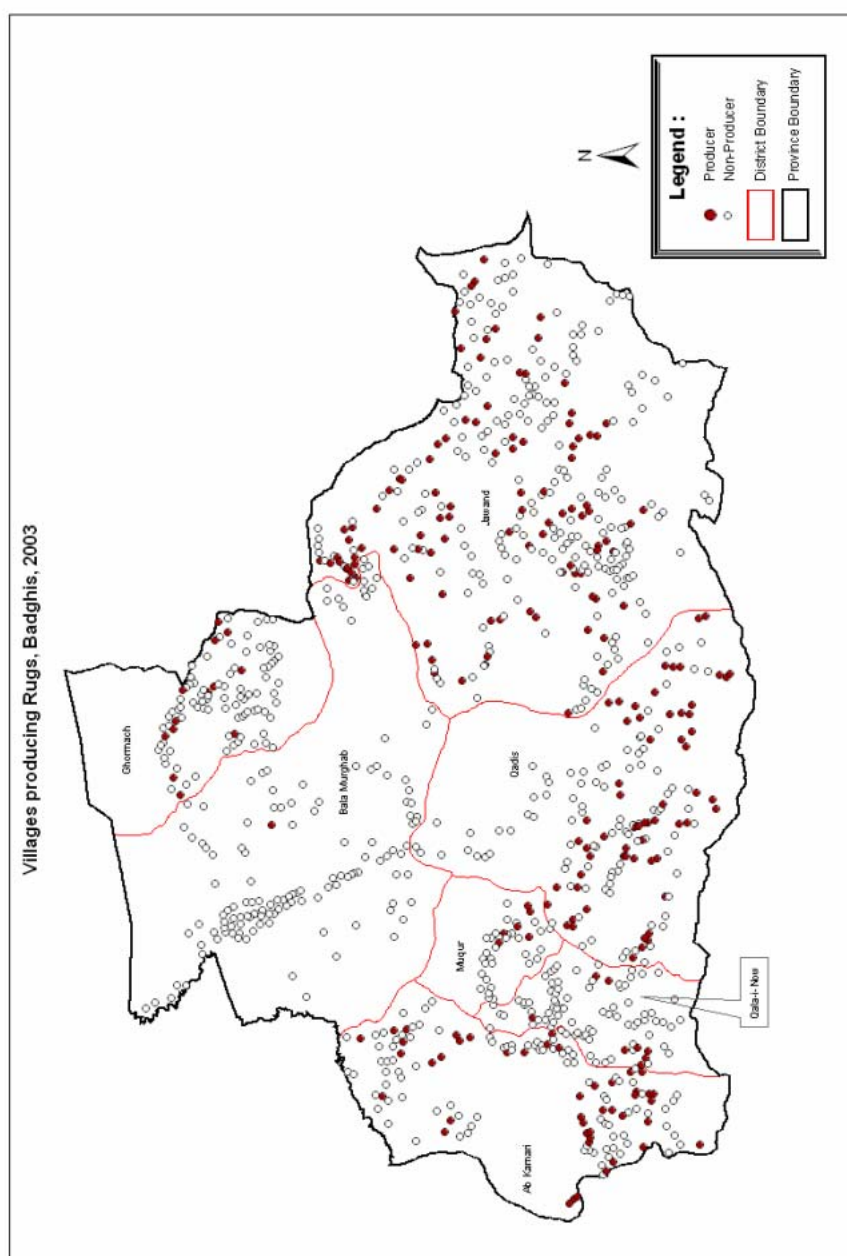 Villages producing Rugs, Badghis, 2003
Ghormach
Bala Murghab
Jawand
Qadis
Muqur
Ab Kamari
Qala-i-Now
N
Legend :
Producer
Non-Producer
District Boundary
Province Boundary